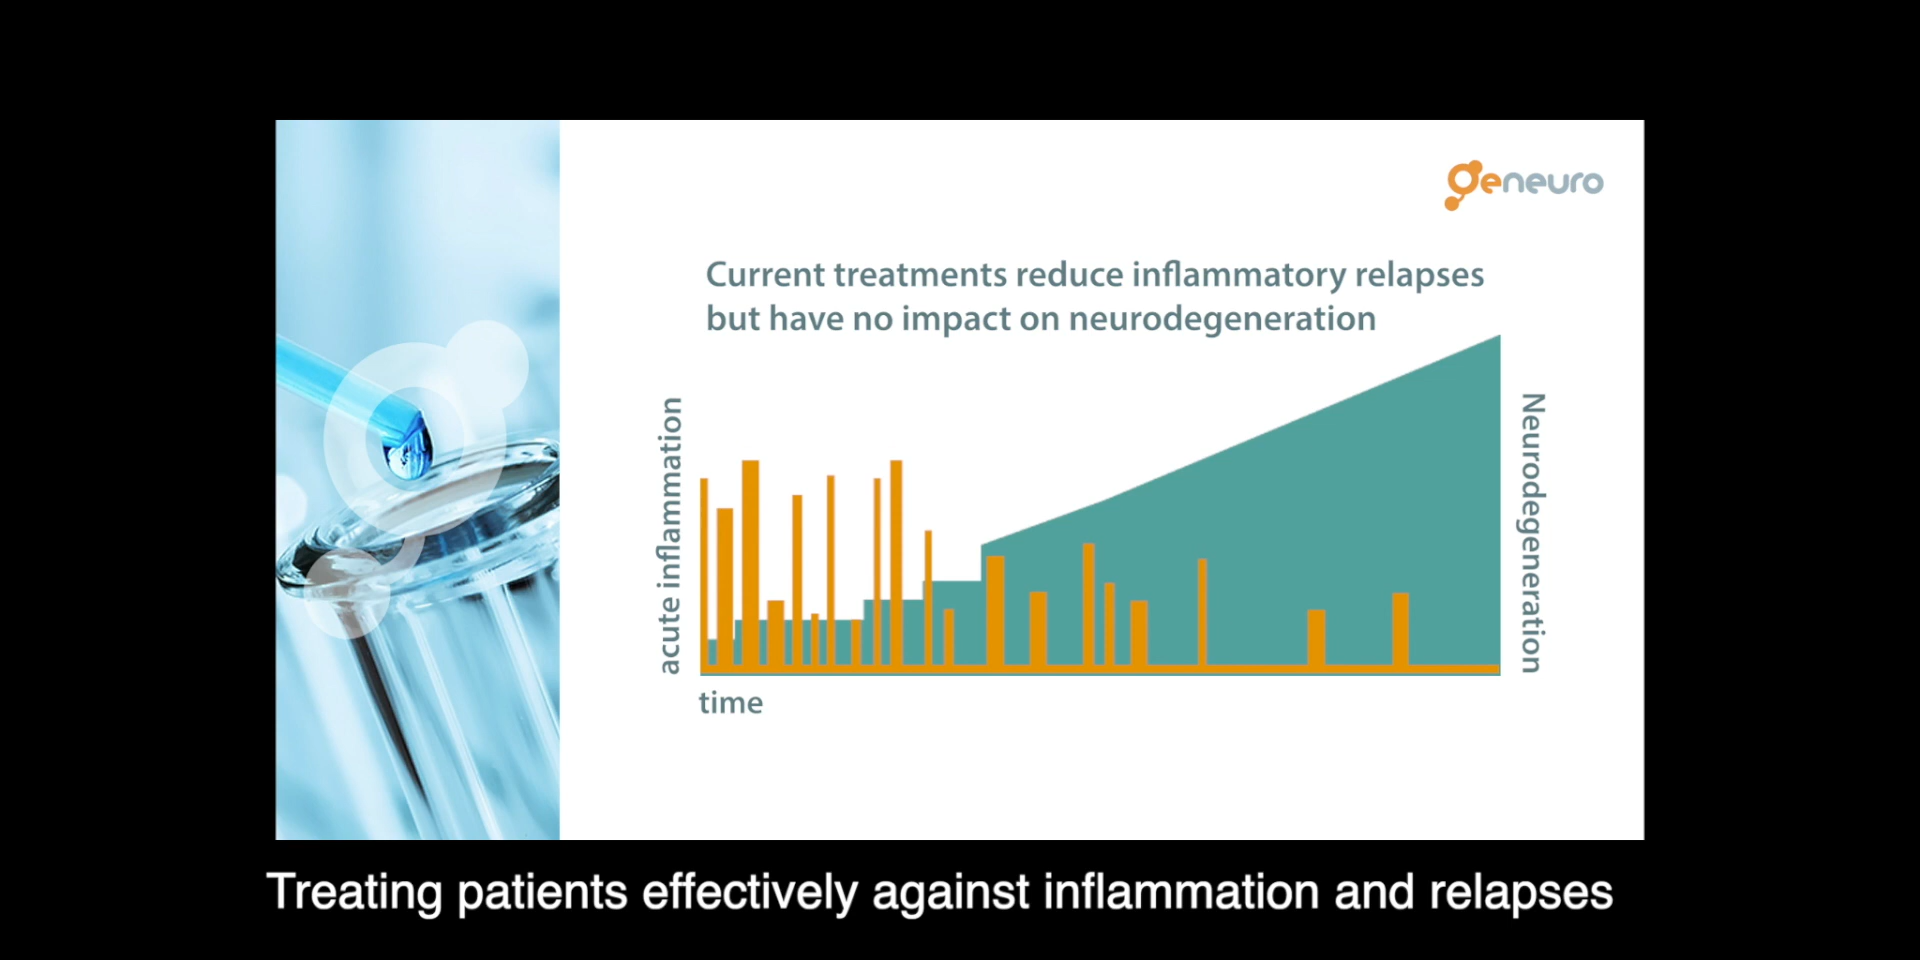 geneuro
Current treatments reduce inflammatory relapses
but have no impact on neurodegeneration
acute inflammation
Neurodegeneration
time
Treating patients effectively against inflammation and relapses